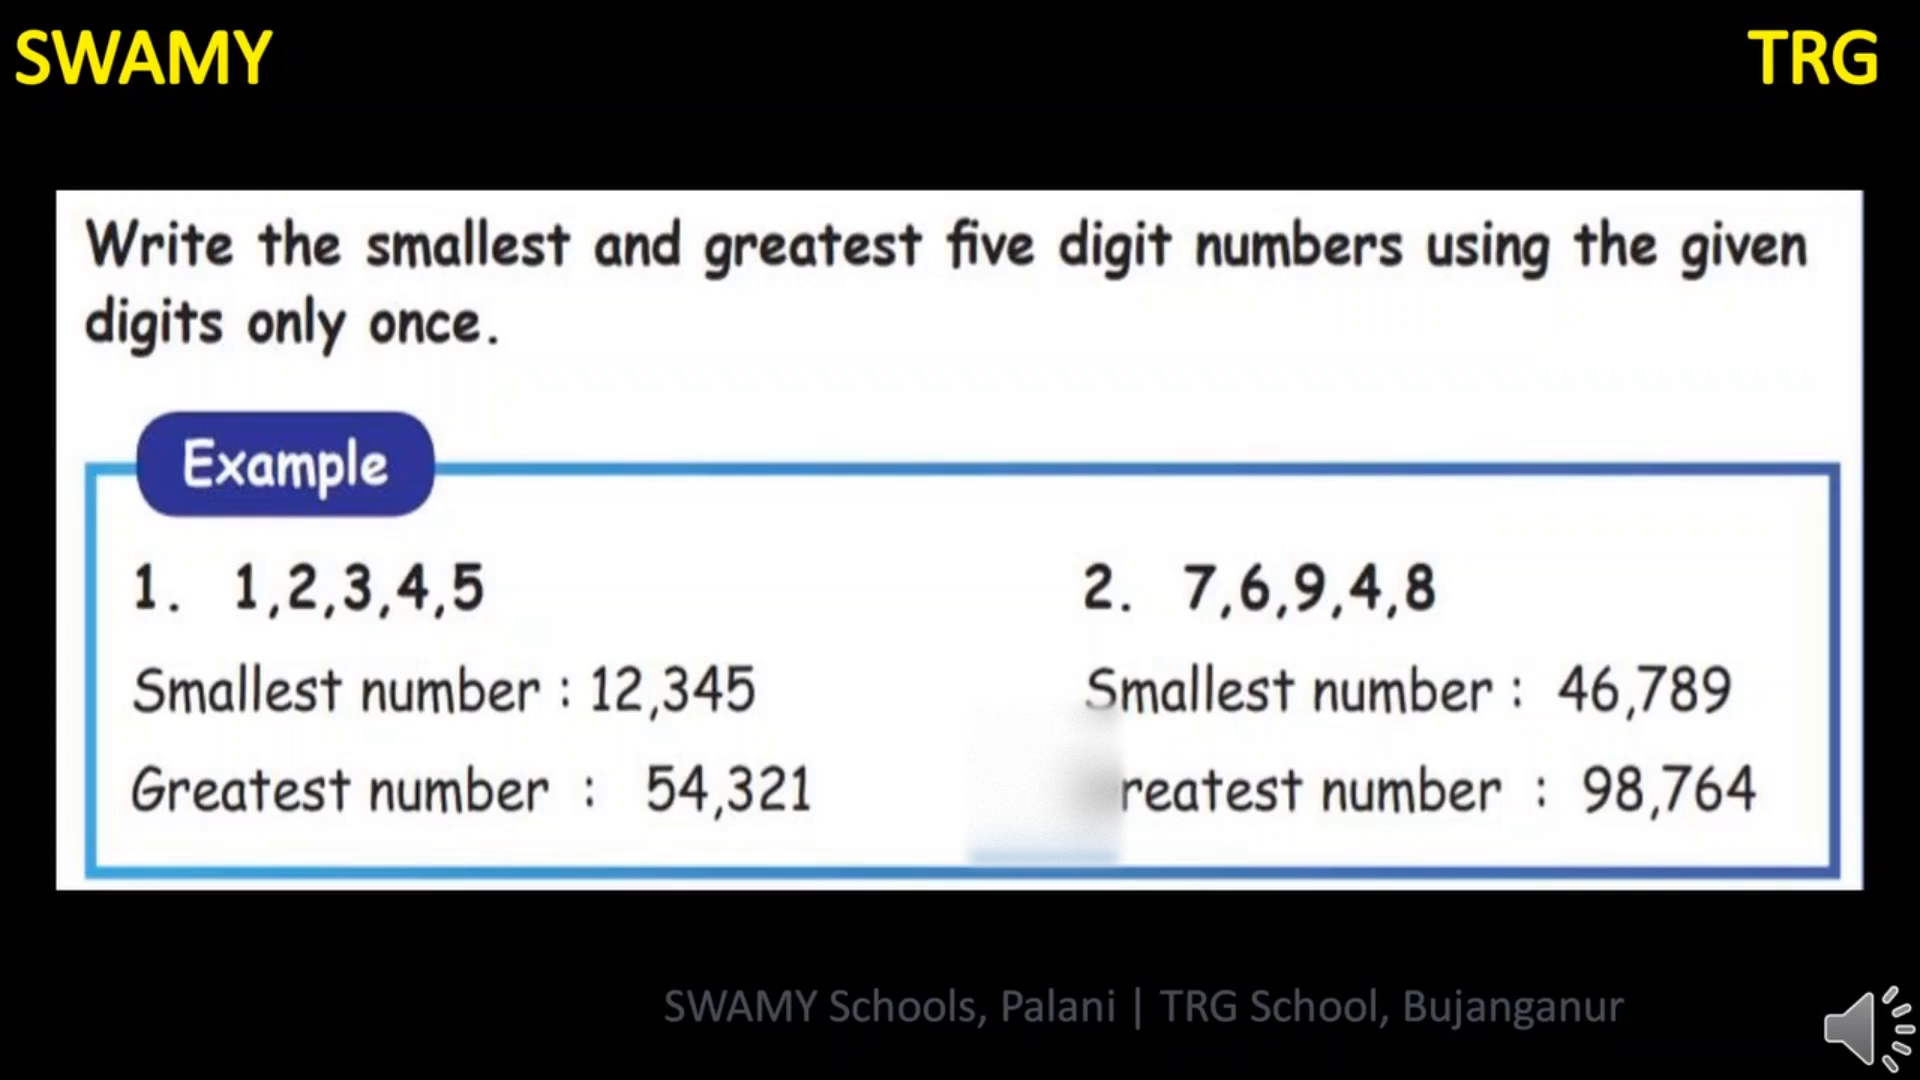 SWAMY
TRG
Write the smallest and greatest five digit numbers using the given
digits only once.
Example
1. 1,2,3,4,5
Smallest number : 12,345
Greatest number : 54,321
2. 7,6,9,4,8
Smallest number : 46,789
reatest number : 98,764
SWAMY Schools, Palani | TRG School, Bujanganur